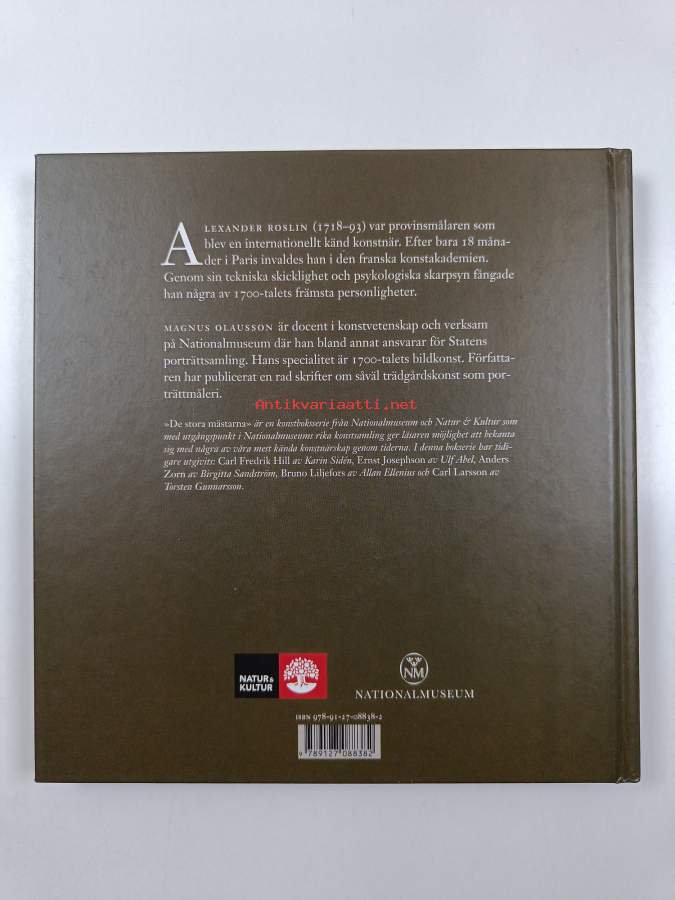 ALEXANDER ROSLIN (1718–93) var provinsmålaren som
blev en internationellt känd konstnär. Efter bara 18 måna-
der i Paris invaldes han i den franska konstakademien.
Genom sin tekniska skicklighet och psykologiska skarpsyn fångade
han några av 1700-talets främsta personligheter.
MAGNUS OLAUSSON är docent i konstvetenskap och verksam
på Nationalmuseum där han bland annat ansvarar för Statens
porträttsamling. Hans specialitet är 1700-talets bildkonst. Författa-
ren har publicerat en rad skrifter om såväl trädgårdskonst som por-
trättmåleri.
Antikvariaatti.net
»De stora mästarna» är en konstboksserie från Nationalmuseum och Natur & Kultur som
med utgångspunkt i Nationalmuseums rika konstsamling ger läsaren möjlighet att bekanta
sig med några av våra mest kända konstnärskap genom tiderna. I denna bokserie har tidi-
gare utgivits: Carl Fredrik Hill av Karin Sidén, Ernst Josephson av Ulf Abel, Anders
Zorn av Birgitta Sandström, Bruno Liljefors av Allan Ellenius och Carl Larsson av
Torsten Gunnarsson.
NATUR &
KULTUR
NM
NATIONALMUSEUM
ISBN 978-91-27-08838-2
9 789127 088382